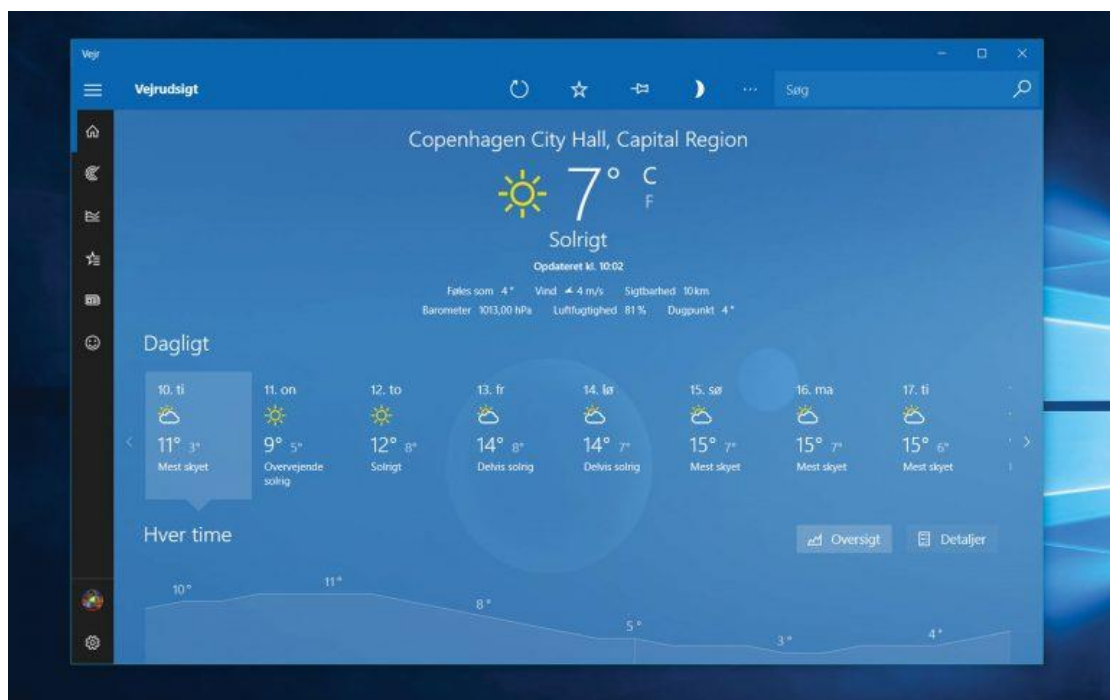 Vejr
Vejrudsigt
Søg
Copenhagen City Hall, Capital Region
7° C
F
Solrigt
Opdateret kl. 10:02
Føles som 4° Vind 4 m/s Sigtbarhed 10 km
Barometer 1013,00 hPa Luftfugtighed 81 % Dugpunkt 4°
Dagligt
10. ti 11. on 12. to 13. fr 14. lø 15. sø 16. ma 17. ti
11° 3° 9° 5° 12° 8° 14° 8° 14° 7° 15° 7° 15° 7° 15° 6°
Mest skyet Overvejende Solrigt Delvis solrig Delvis solrig Mest skyet Mest skyet Mest skyet
solrig
Hver time
Oversigt Detaljer
10° 11° 8° 5° 3° 4°